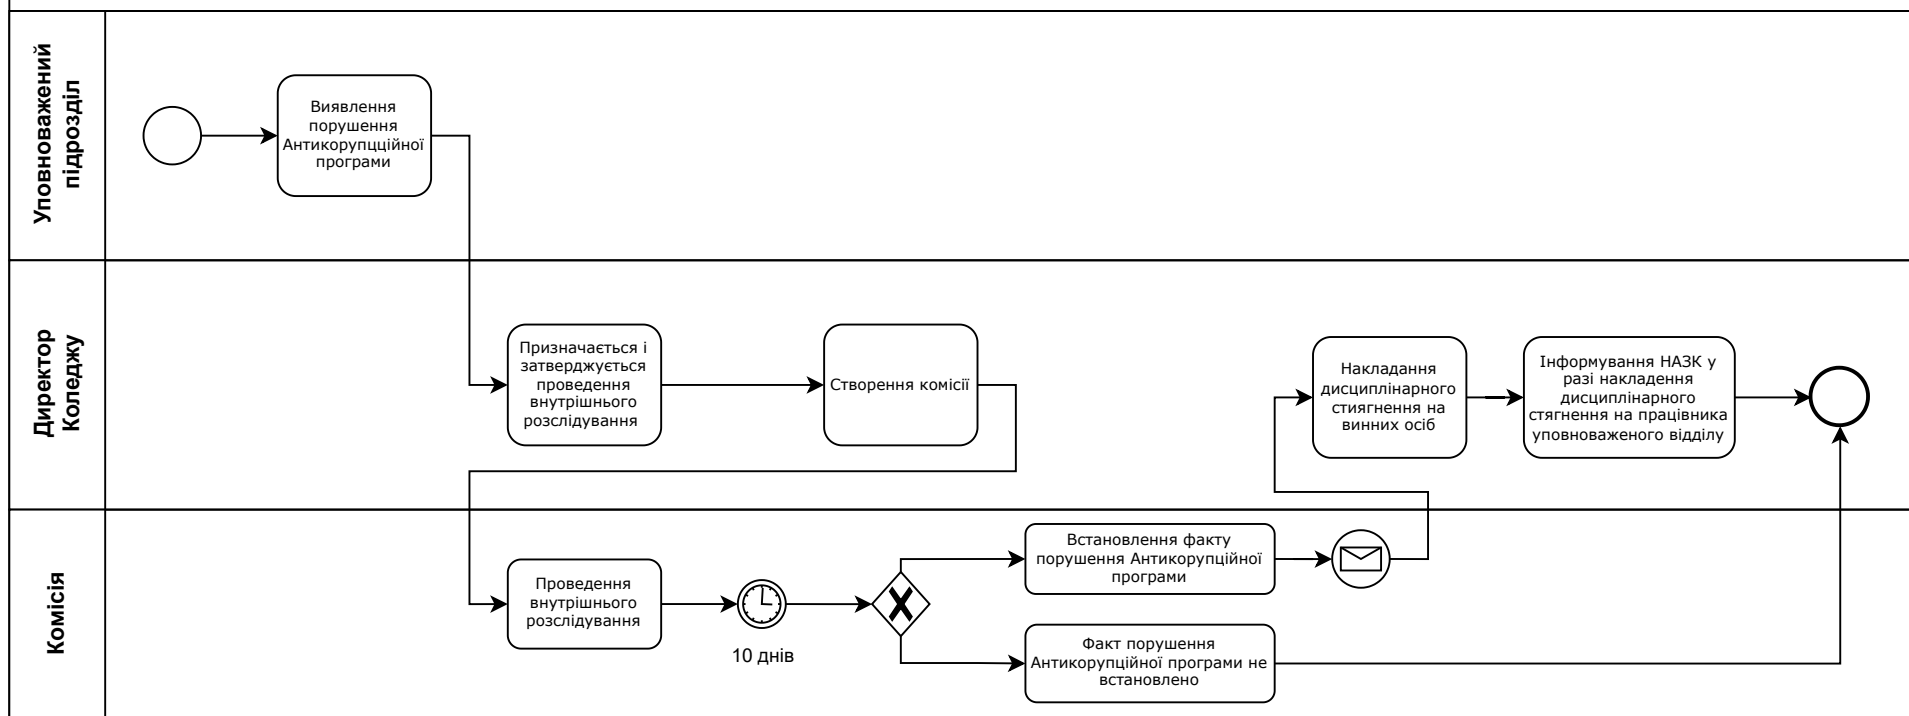 Уповноважений
підрозділ
Виявлення
порушення
Антикорупцційної
програми
Директор
Коледжу
Призначається і
затверджується
проведення
внутрішнього
розслідування
Створення комісії
Накладання
дисциплінарного
стиягнення на
винних осіб
Інформування НАЗК у
разі накладення
дисциплінарного
стягнення на працівника
уповноваженого відділу
Комісія
Проведення
внутрішнього
розслідування
10 днів
Встановлення факту
порушення Антикорупційної
програми
Факт порушення
Антикорупційної програми не
встановлено